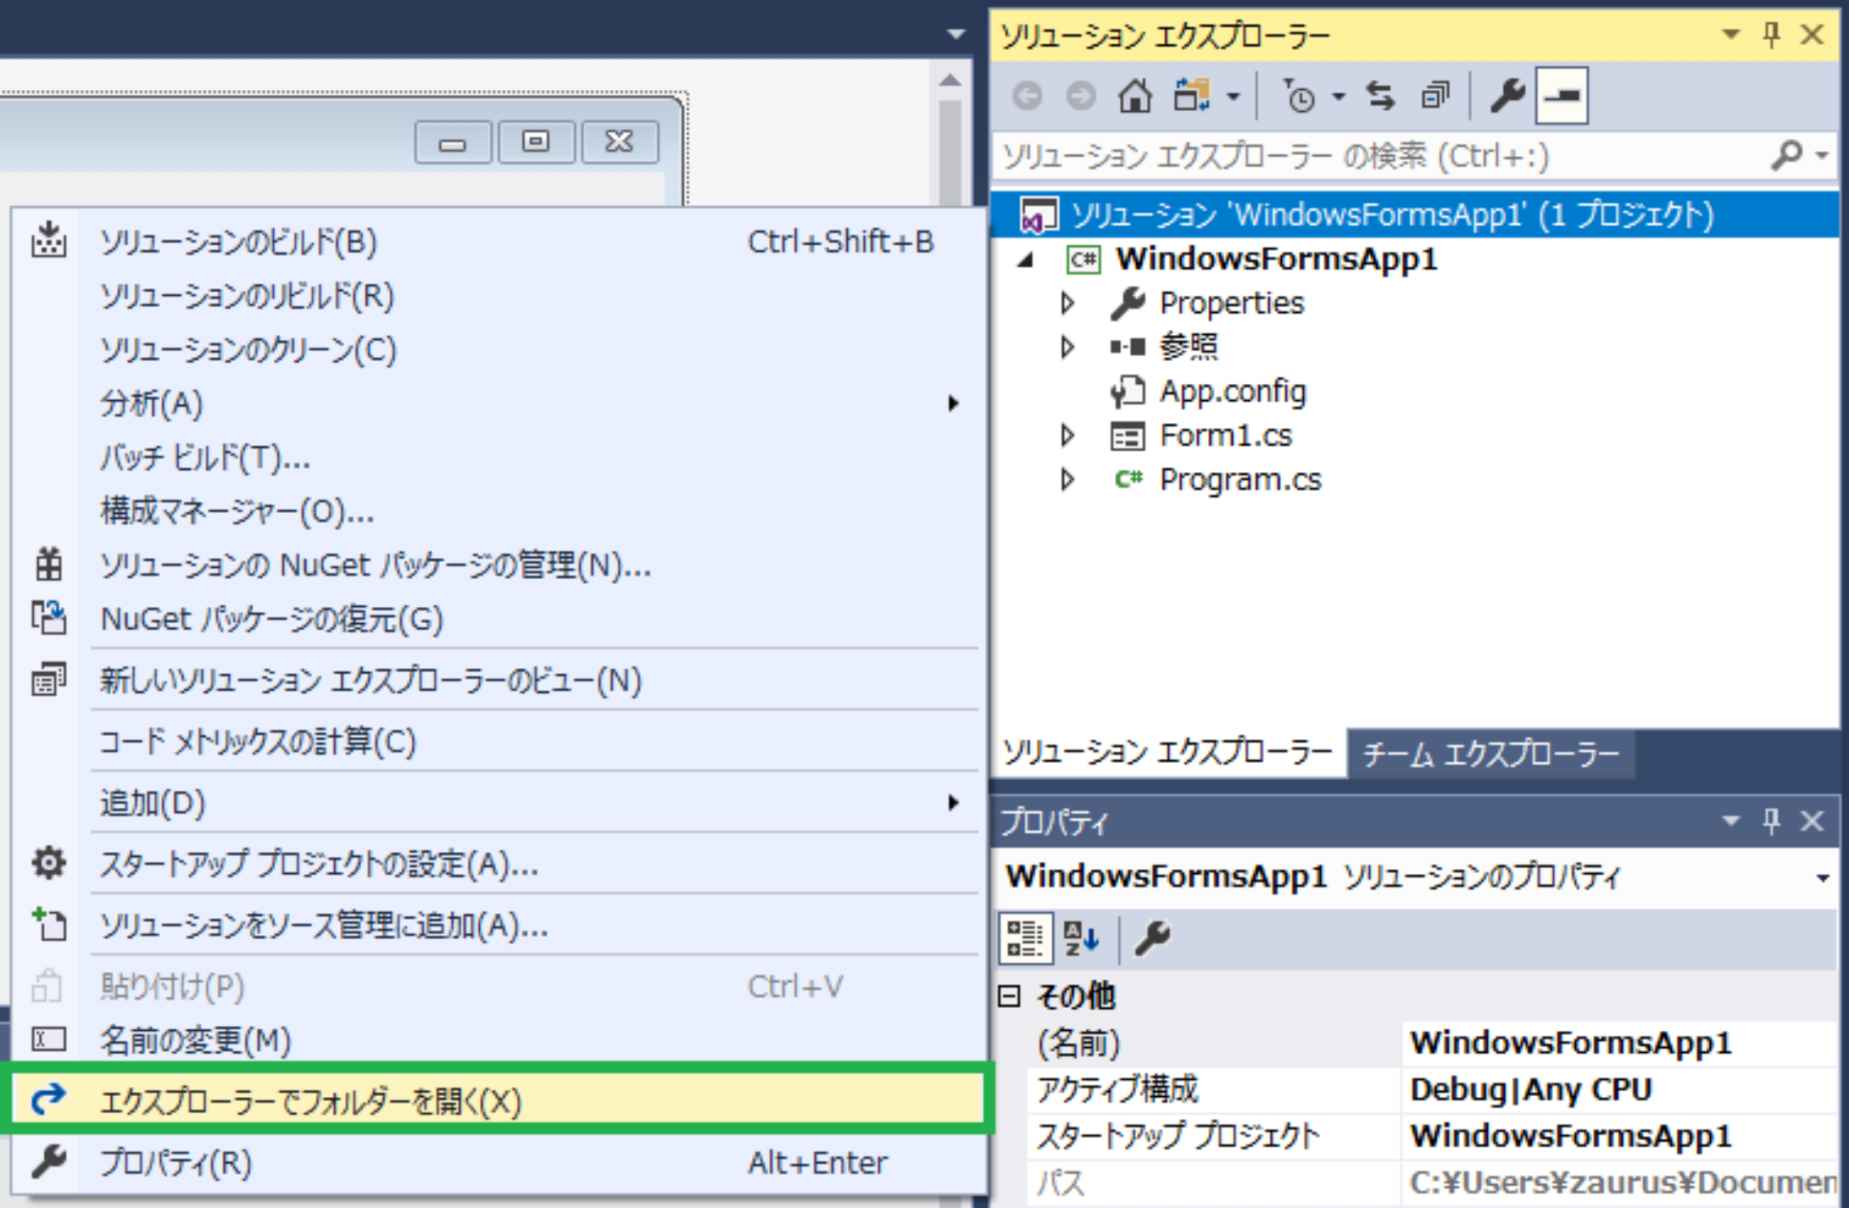 ソリューションのビルド(B) Ctrl+Shift+B
ソリューションのリビルド(R)
ソリューションのクリーン(C)
分析(A)
バッチ ビルド(T)...
構成マネージャー(O)...
ソリューションの NuGet パッケージの管理(N)...
NuGet パッケージの復元(G)
新しいソリューション エクスプローラーのビュー(N)
コード メトリックスの計算(C)
追加(D)
スタートアップ プロジェクトの設定(A)...
ソリューションをソース管理に追加(A)...
貼り付け(P) Ctrl+V
名前の変更(M)
エクスプローラーでフォルダーを開く(X)
プロパティ(R) Alt+Enter
ソリューション エクスプローラー
ソリューション エクスプローラー の検索 (Ctrl+:)
ソリューション 'WindowsFormsApp1' (1 プロジェクト)
C# WindowsFormsApp1
Properties
参照
App.config
Form1.cs
C# Program.cs
ソリューション エクスプローラー チーム エクスプローラー
プロパティ
WindowsFormsApp1 ソリューションのプロパティ
その他
(名前) WindowsFormsApp1
アクティブ構成 Debug|Any CPU
スタートアップ プロジェクト WindowsFormsApp1
パス C:¥Users¥zaurus¥Documen